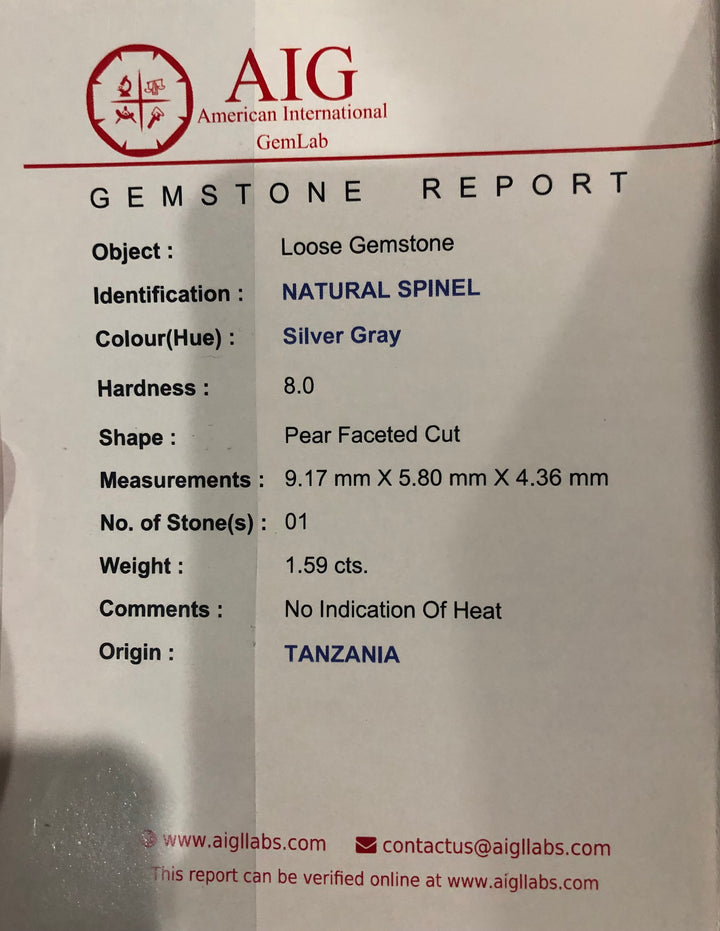 AIG
American International
GemLab
GEMSTONE REPORT
Object : Loose Gemstone
Identification : NATURAL SPINEL
Colour(Hue) : Silver Gray
Hardness : 8.0
Shape : Pear Faceted Cut
Measurements : 9.17 mm X 5.80 mm X 4.36 mm
No. of Stone(s) : 01
Weight : 1.59 cts.
Comments : No Indication Of Heat
Origin : TANZANIA
www.aigllabs.com contactus@aigllabs.com
This report can be verified online at www.aigllabs.com